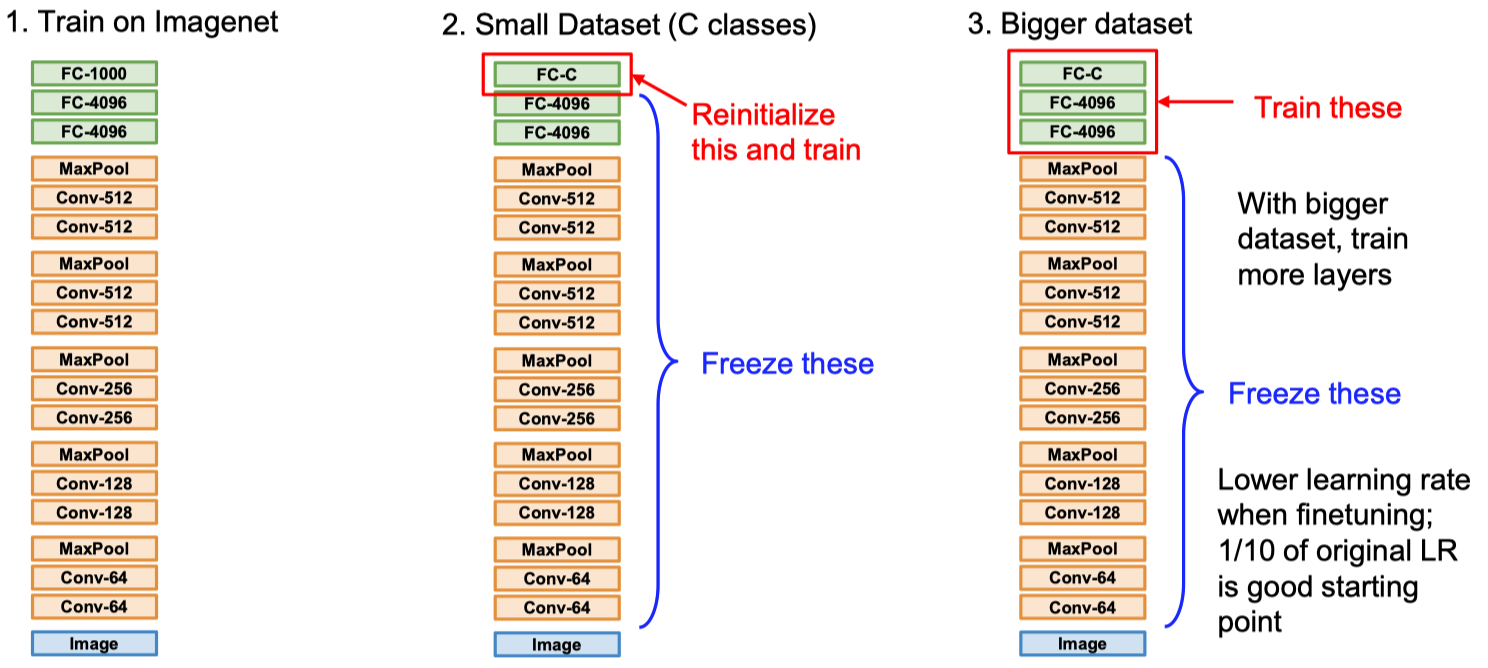 1. Train on Imagenet
FC-1000
FC-4096
FC-4096
MaxPool
Conv-512
Conv-512
MaxPool
Conv-512
Conv-512
MaxPool
Conv-256
Conv-256
MaxPool
Conv-128
Conv-128
MaxPool
Conv-64
Conv-64
Image
2. Small Dataset (C classes)
FC-C
FC-4096
FC-4096
MaxPool
Conv-512
Conv-512
MaxPool
Conv-512
Conv-512
MaxPool
Conv-256
Conv-256
MaxPool
Conv-128
Conv-128
MaxPool
Conv-64
Conv-64
Image
Reinitialize
this and train
Freeze these
3. Bigger dataset
FC-C
FC-4096
FC-4096
MaxPool
Conv-512
Conv-512
MaxPool
Conv-512
Conv-512
MaxPool
Conv-256
Conv-256
MaxPool
Conv-128
Conv-128
MaxPool
Conv-64
Conv-64
Image
Train these
With bigger
dataset, train
more layers
Freeze these
Lower learning rate
when finetuning;
1/10 of original LR
is good starting
point